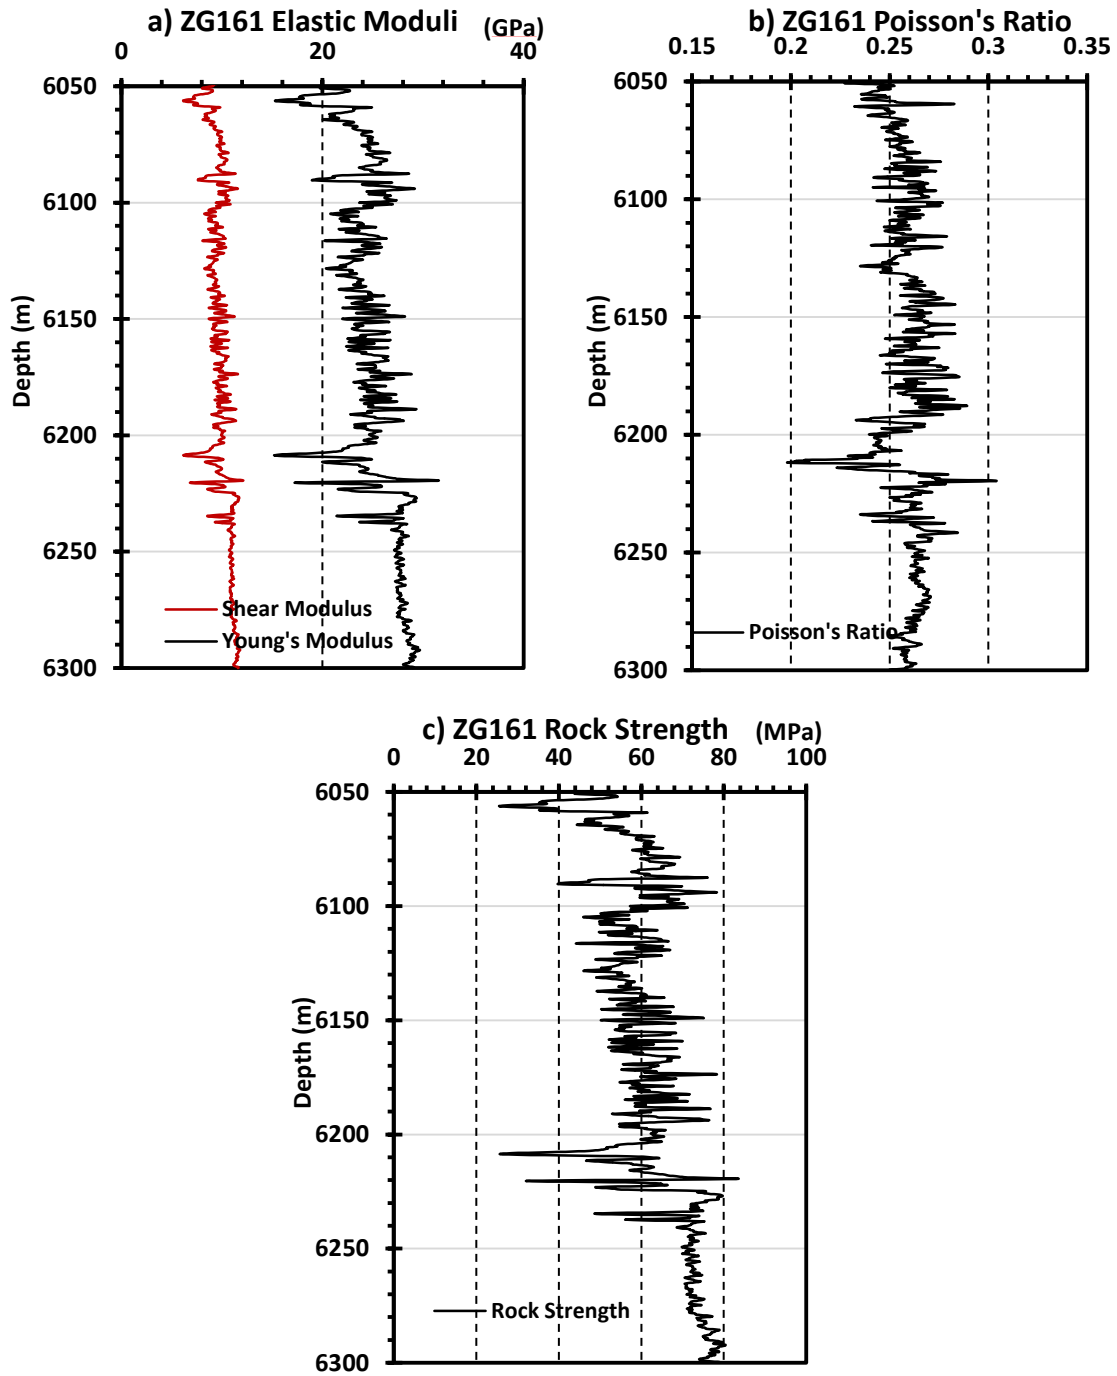 a) ZG161 Elastic Moduli (GPa)
0 20 40
6050
6100
6150
6200
6250
6300
Depth (m)
Shear Modulus
Young's Modulus
b) ZG161 Poisson's Ratio
0.15 0.2 0.25 0.3 0.35
6050
6100
6150
6200
6250
6300
Depth (m)
Poisson's Ratio
c) ZG161 Rock Strength (MPa)
0 20 40 60 80 100
6050
6100
6150
6200
6250
6300
Depth (m)
Rock Strength